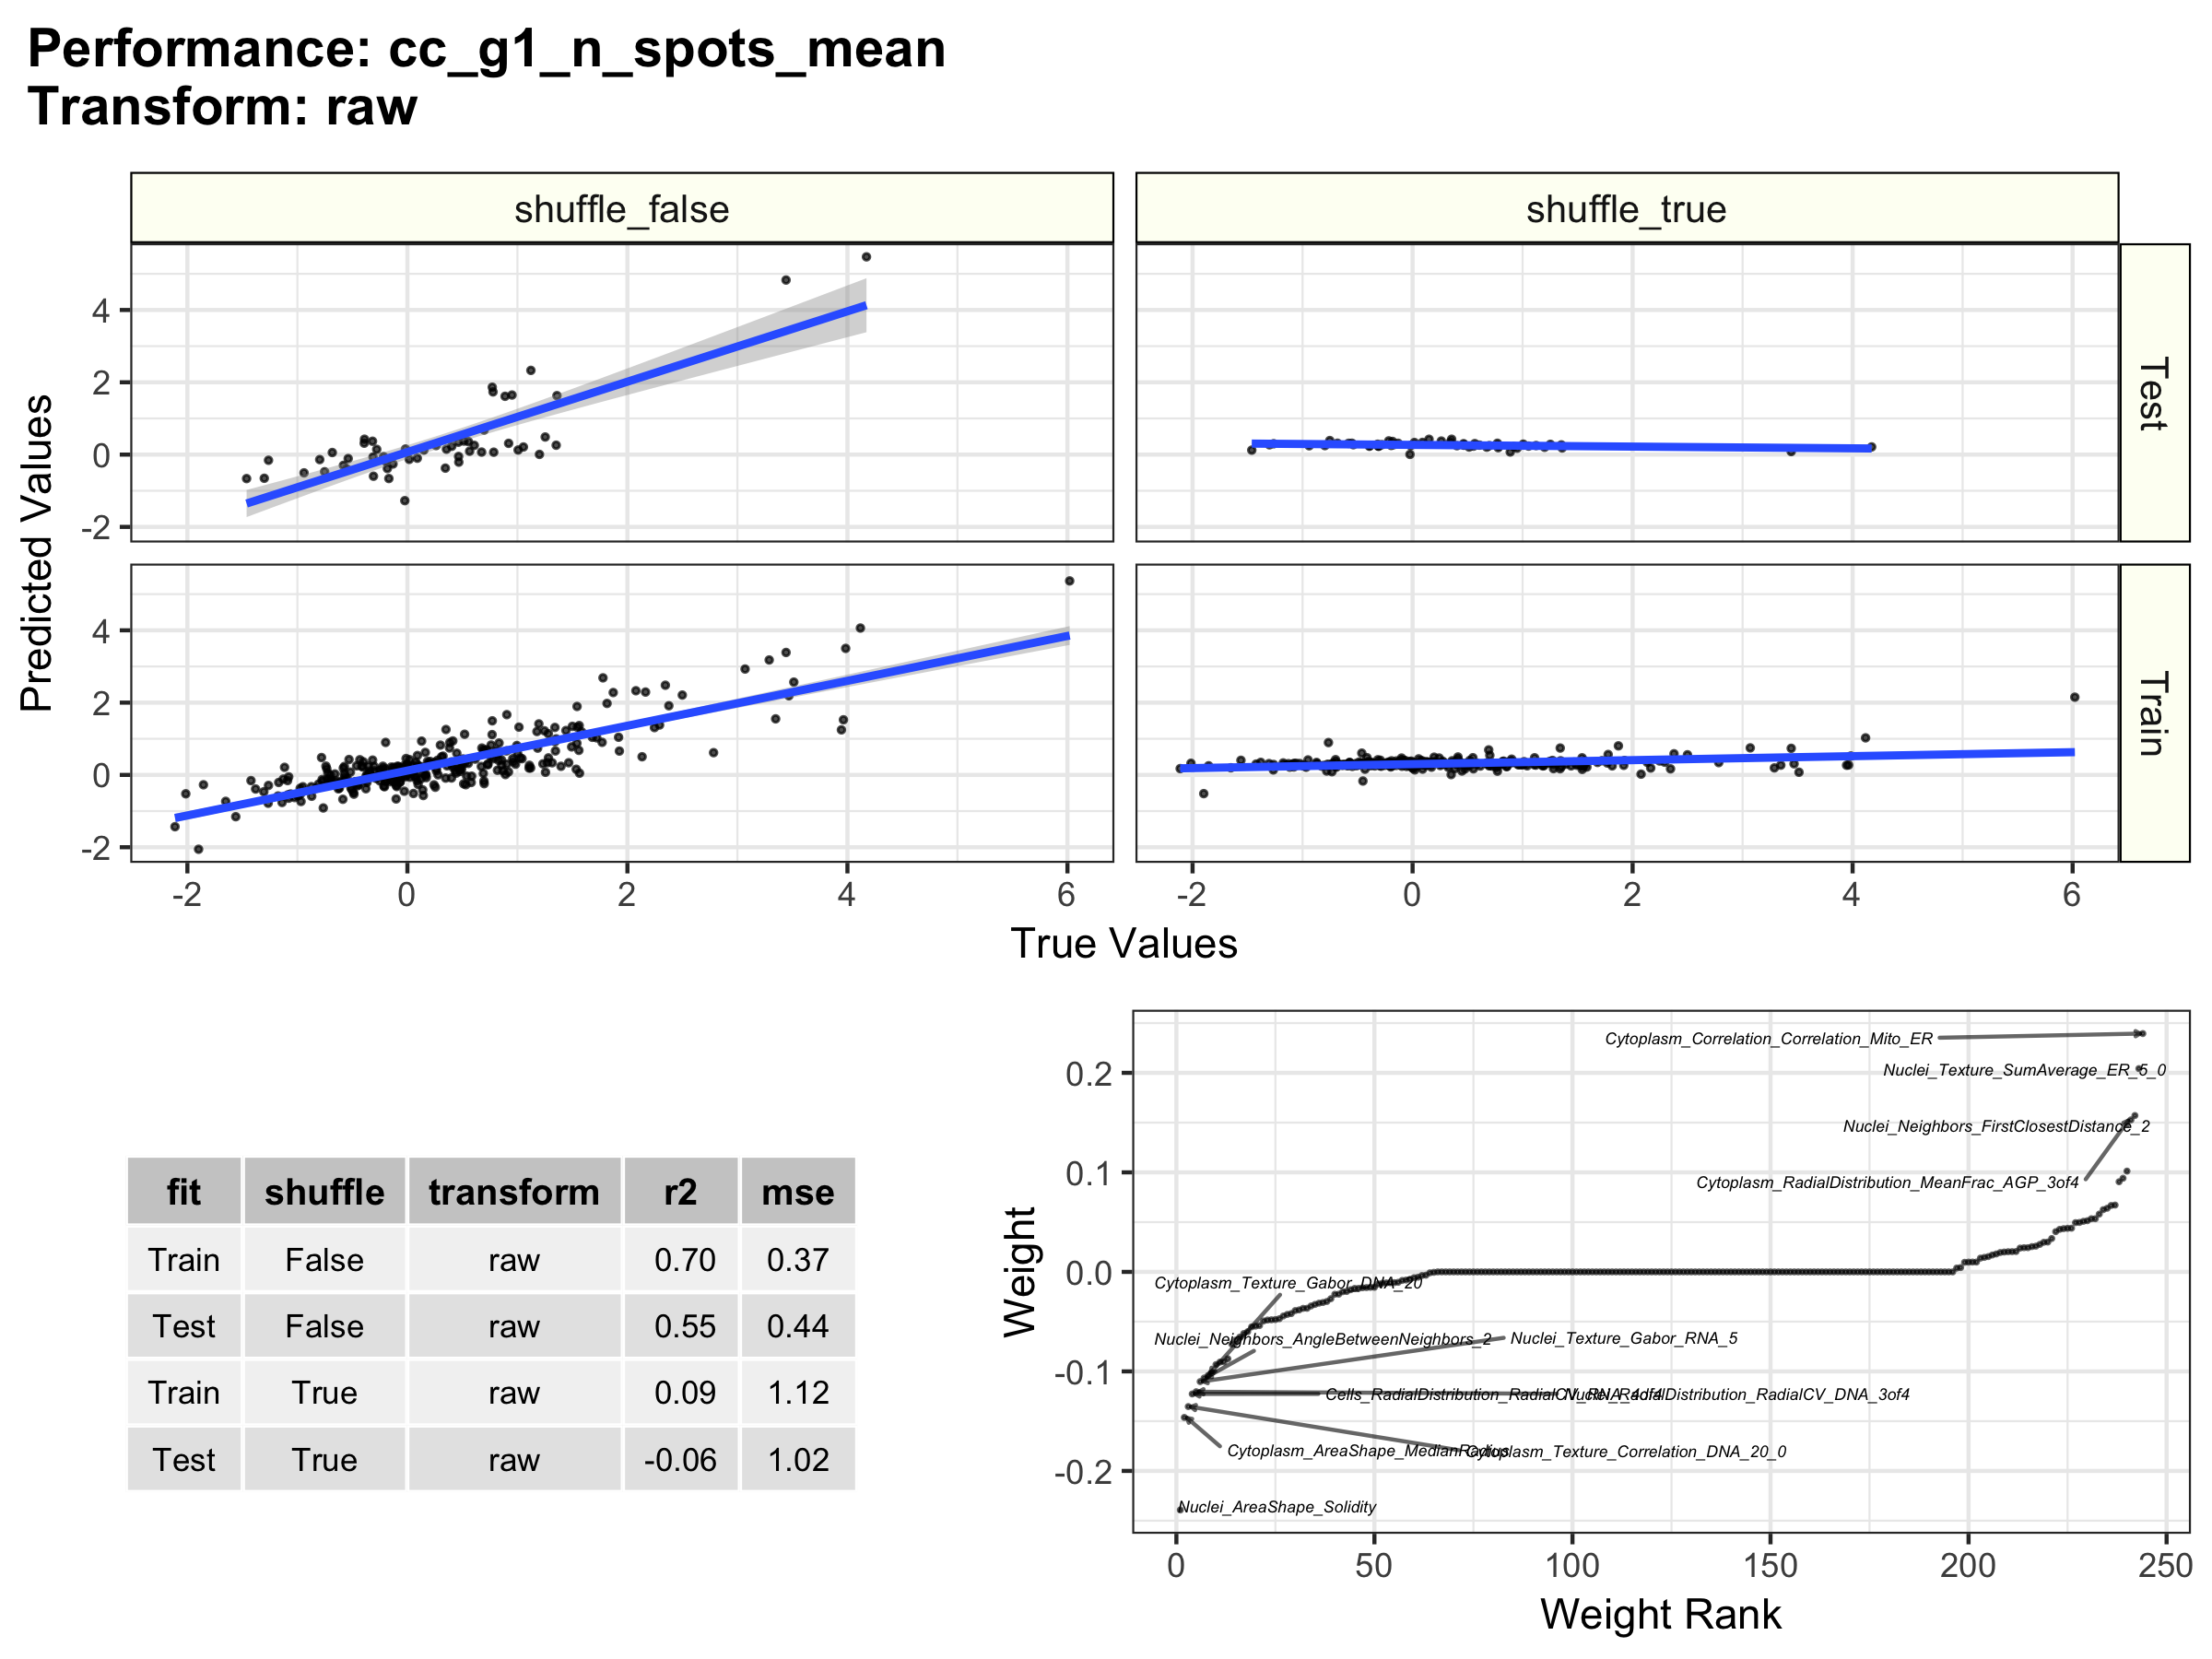 Performance: cc_g1_n_spots_mean
Transform: raw
shuffle_false
shuffle_true
Predicted Values
4
2
0
-2
Test
4
2
0
-2
Train
-2 0 2 4 6
-2 0 2 4 6
True Values
fit shuffle transform r2 mse
Train False raw 0.70 0.37
Test False raw 0.55 0.44
Train True raw 0.09 1.12
Test True raw -0.06 1.02
Weight
0.2
0.1
0.0
-0.1
-0.2
Cytoplasm_Correlation_Correlation_Mito_ER
Nuclei_Texture_SumAverage_ER_5_0
Nuclei_Neighbors_FirstClosestDistance_2
Cytoplasm_RadialDistribution_MeanFrac_AGP_3of4
Cytoplasm_Texture_Gabor_DNA_20
Nuclei_Neighbors_AngleBetweenNeighbors_2
Nuclei_Texture_Gabor_RNA_5
Cells_RadialDistribution_RadialCV_RNA_4of4
Nuclei_RadialDistribution_RadialCV_DNA_3of4
Cytoplasm_AreaShape_MedianRadius
Cytoplasm_Texture_Correlation_DNA_20_0
Nuclei_AreaShape_Solidity
0 50 100 150 200 250
Weight Rank